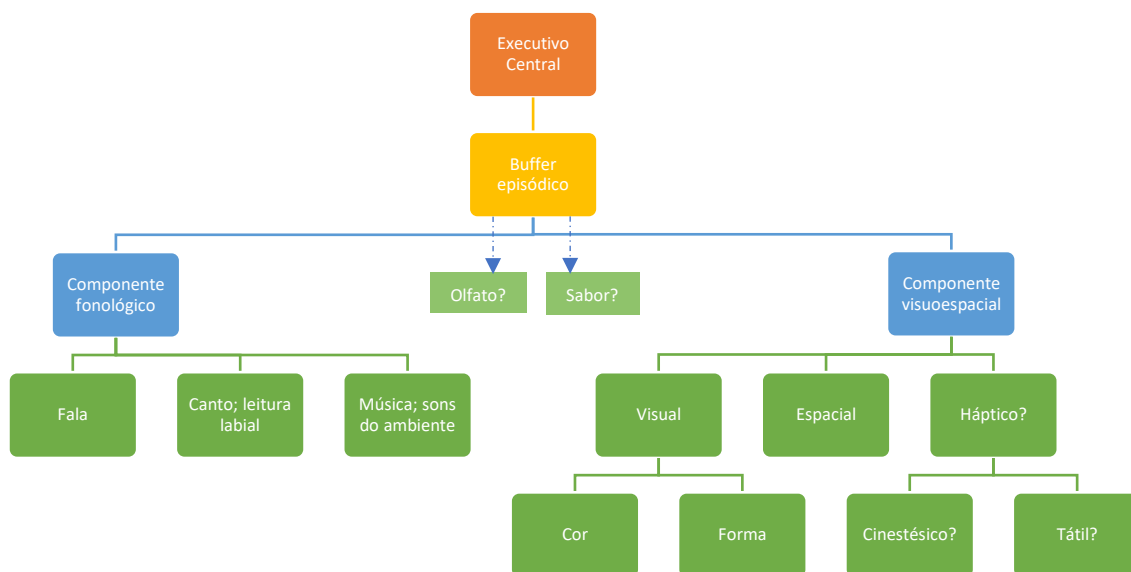 Executivo
Central
Buffer
episódico
Componente
fonológico
Olfato?
Sabor?
Componente
visuoespacial
Fala
Canto; leitura
labial
Música; sons
do ambiente
Visual
Espacial
Háptico?
Cor
Forma
Cinestésico?
Tátil?